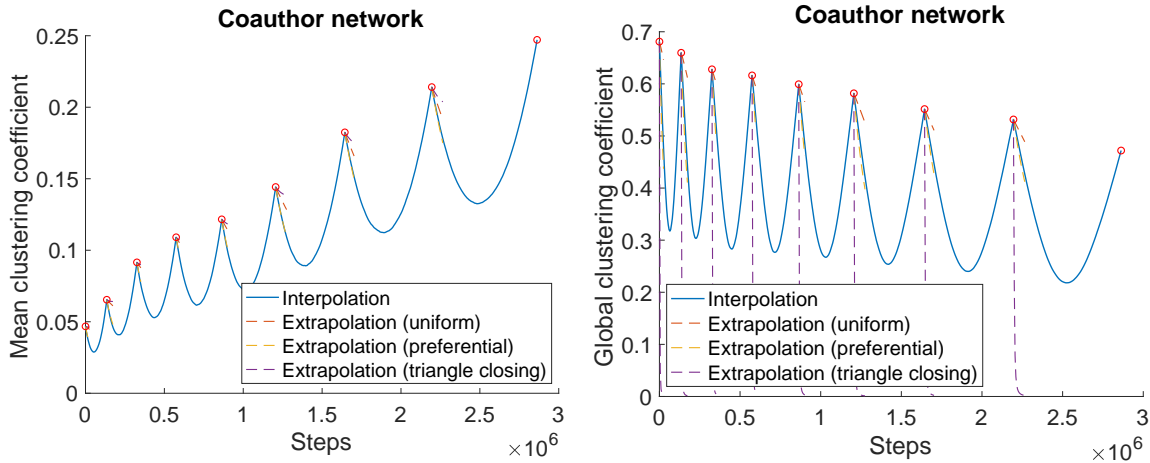 Coauthor network
0.25
0.2
0.15
0.1
0.05
0
Mean clustering coefficient
Interpolation
Extrapolation (uniform)
Extrapolation (preferential)
Extrapolation (triangle closing)
0
0.5
1
1.5
2
2.5
3
Steps
×10^6
Coauthor network
0.7
0.6
0.5
0.4
0.3
0.2
0.1
0
Global clustering coefficient
Interpolation
Extrapolation (uniform)
Extrapolation (preferential)
Extrapolation (triangle closing)
0
0.5
1
1.5
2
2.5
3
Steps
×10^6